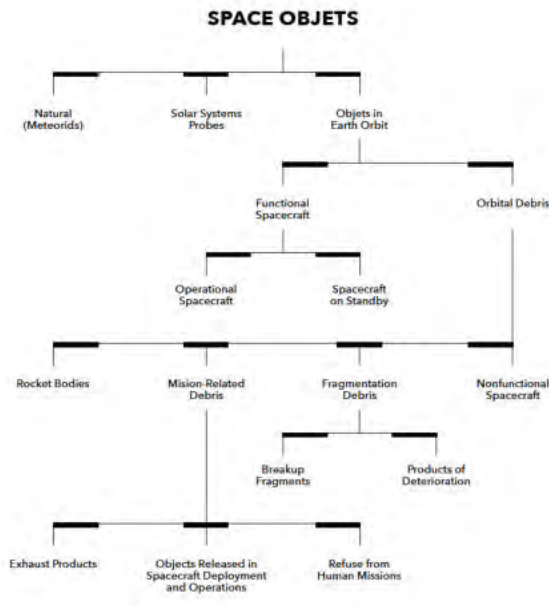 SPACE OBJETS
Natural
(Meteorids)
Solar Systems
Probes
Objets in
Earth Orbit
Functional
Spacecraft
Orbital Debris
Operational
Spacecraft
Spacecraft
on Standby
Rocket Bodies
Mision-Related
Debris
Fragmentation
Debris
Nonfunctional
Spacecraft
Breakup
Fragments
Products of
Deterioration
Exhaust Products
Objects Released in
Spacecraft Deployment
and Operations
Refuse from
Human Missions